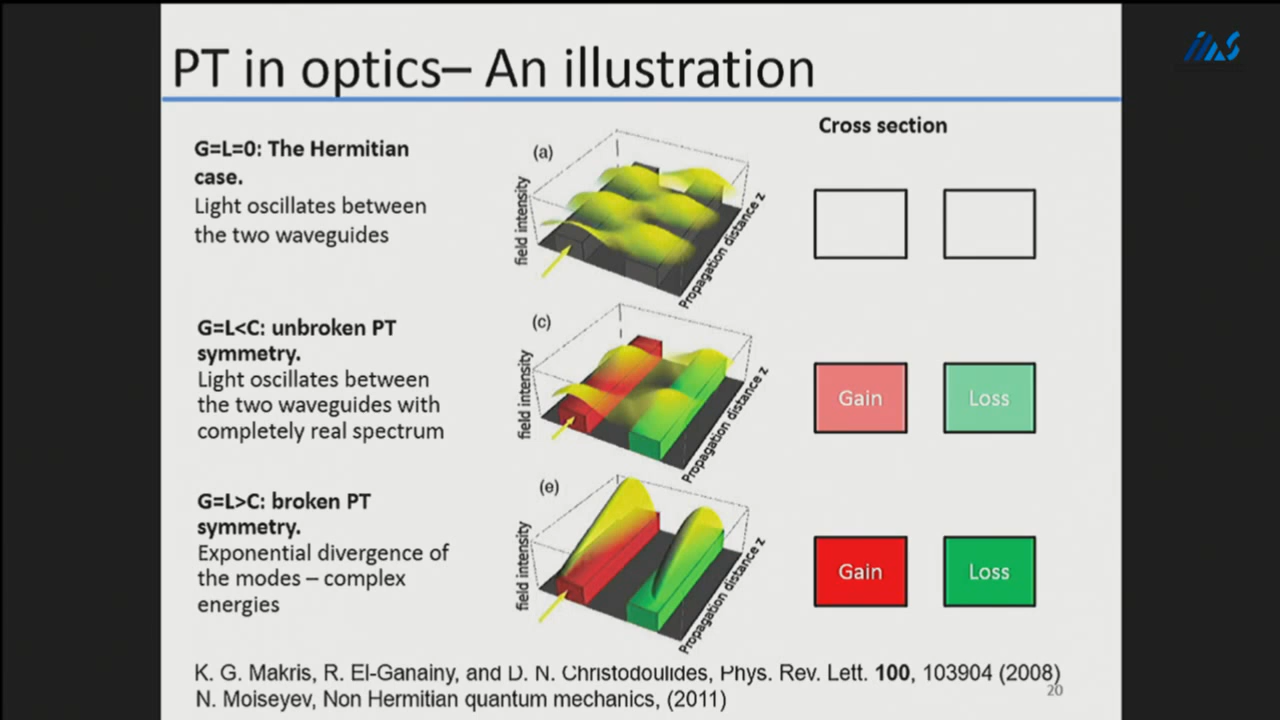 PT in optics– An illustration
IIAS
Cross section
G=L=0: The Hermitian
case.
Light oscillates between
the two waveguides
(a)
field intensity
Propagation distance z
G=L<C: unbroken PT
symmetry.
Light oscillates between
the two waveguides with
completely real spectrum
(c)
field intensity
Propagation distance z
Gain
Loss
G=L>C: broken PT
symmetry.
Exponential divergence of
the modes – complex
energies
(e)
field intensity
Propagation distance z
Gain
Loss
K. G. Makris, R. El-Ganainy, and D. N. Christodoulides, Phys. Rev. Lett. 100, 103904 (2008)
N. Moiseyev, Non Hermitian quantum mechanics, (2011)
20